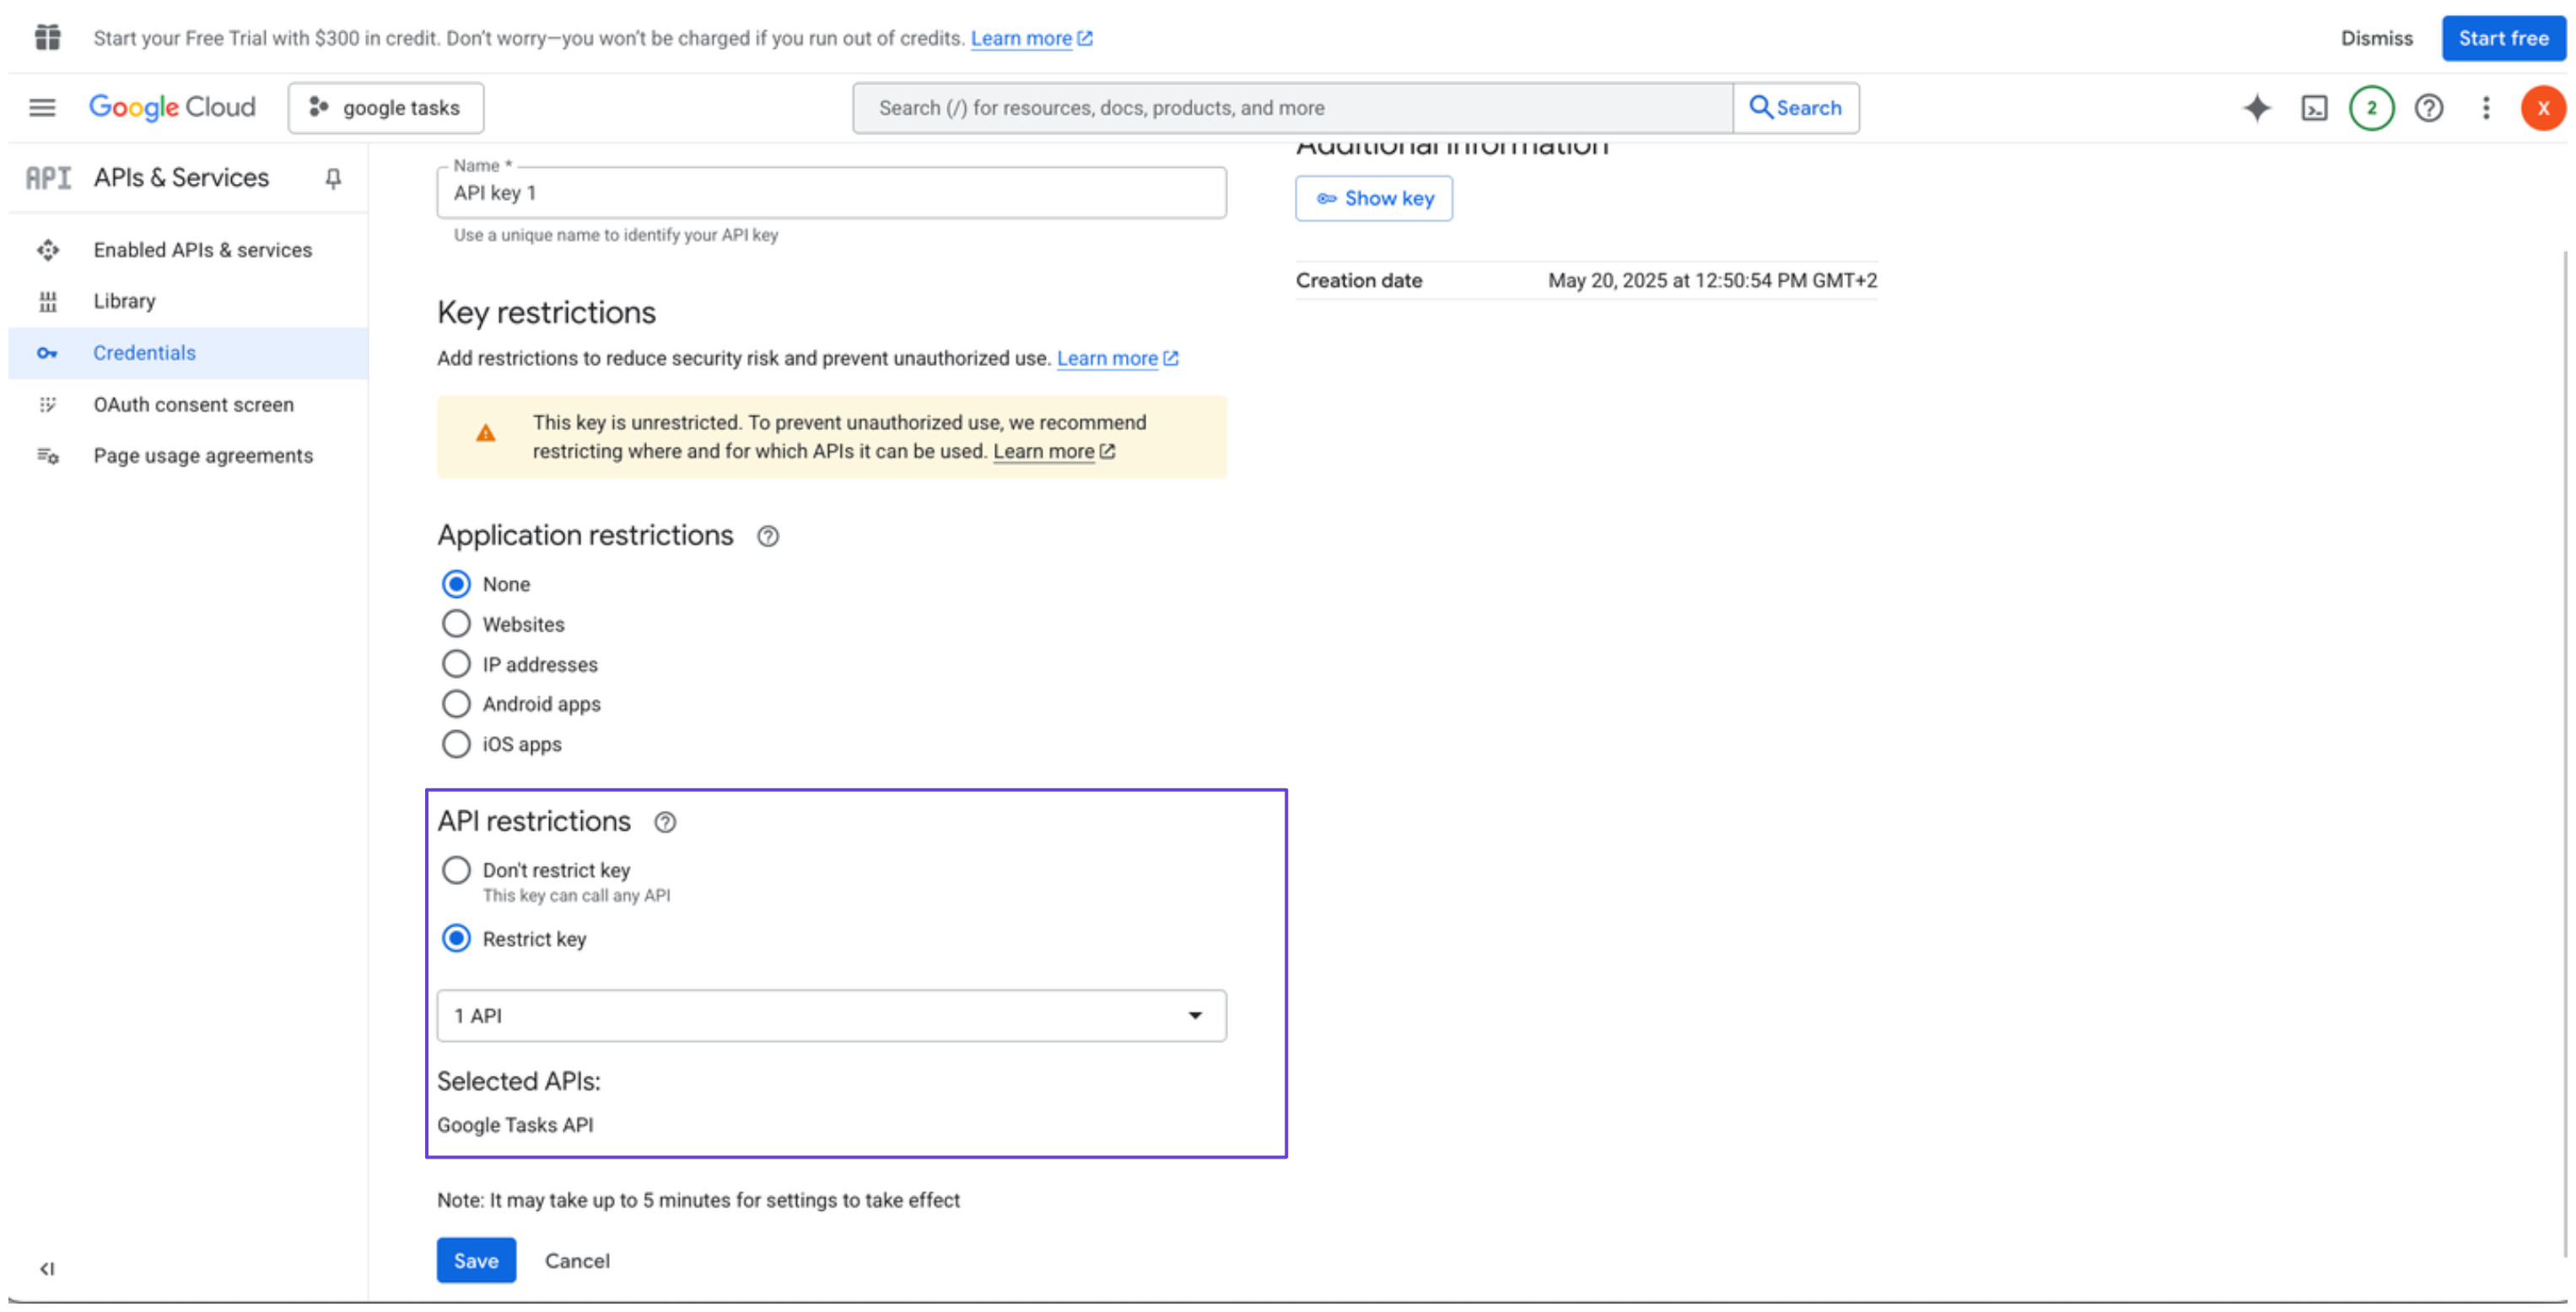 Start your Free Trial with $300 in credit. Don't worry—you won't be charged if you run out of credits. Learn more
Dismiss
Start free
Google Cloud
google tasks
Search (/) for resources, docs, products, and more
Search
2
X
API
APIs & Services
Enabled APIs & services
Library
Credentials
OAuth consent screen
Page usage agreements
Name *
API key 1
Use a unique name to identify your API key
Key restrictions
Add restrictions to reduce security risk and prevent unauthorized use. Learn more
This key is unrestricted. To prevent unauthorized use, we recommend
restricting where and for which APIs it can be used. Learn more
Application restrictions
None
Websites
IP addresses
Android apps
iOS apps
API restrictions
Don't restrict key
This key can call any API
Restrict key
1 API
Selected APIs:
Google Tasks API
Note: It may take up to 5 minutes for settings to take effect
Save
Cancel
Additional information
Show key
Creation date
May 20, 2025 at 12:50:54 PM GMT+2